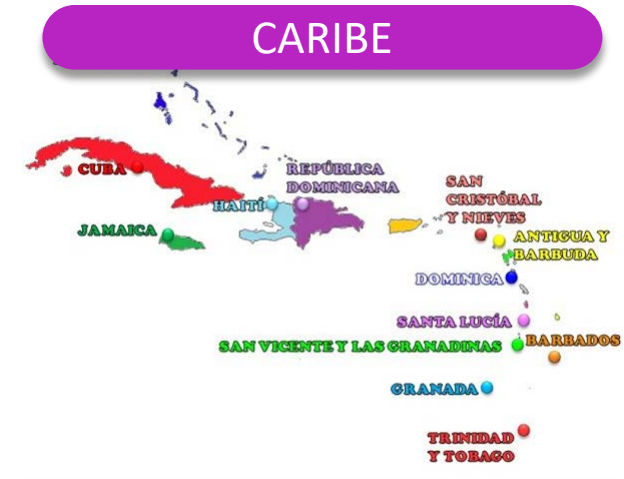 CARIBE
CUBA
REPÚBLICA
DOMINICANA
SAN
CRISTÓBAL
Y NIEVES
HAITÍ
JAMAICA
ANTIGUA Y
BARBUDA
DOMINICA
SANTA LUCÍA
SAN VICENTE Y LAS GRANADINAS
BARBADOS
GRANADA
TRINIDAD
Y TOBAGO